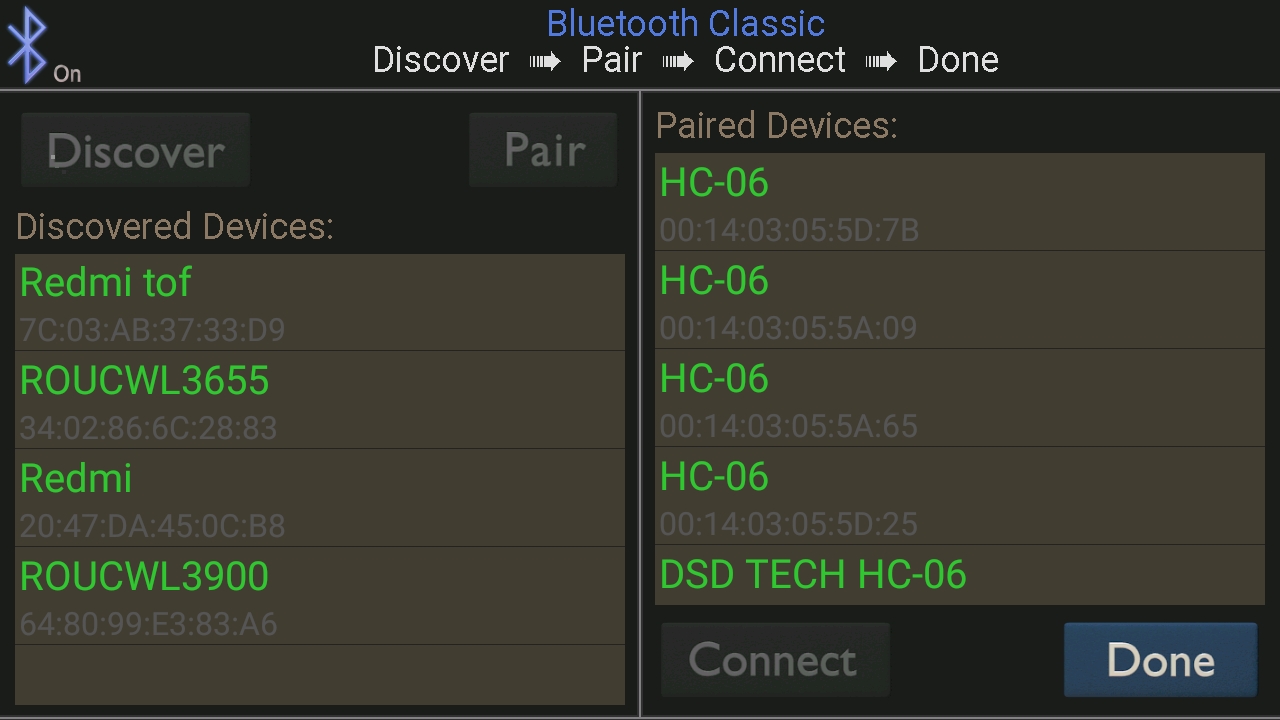 Bluetooth Classic
On
Discover Pair Connect Done
Discover
Pair
Discovered Devices:
Redmi tof
7C:03:AB:37:33:D9
ROUCWL3655
34:02:86:6C:28:83
Redmi
20:47:DA:45:0C:B8
ROUCWL3900
64:80:99:E3:83:A6
Paired Devices:
HC-06
00:14:03:05:5D:7B
HC-06
00:14:03:05:5A:09
HC-06
00:14:03:05:5A:65
HC-06
00:14:03:05:5D:25
DSD TECH HC-06
Connect
Done